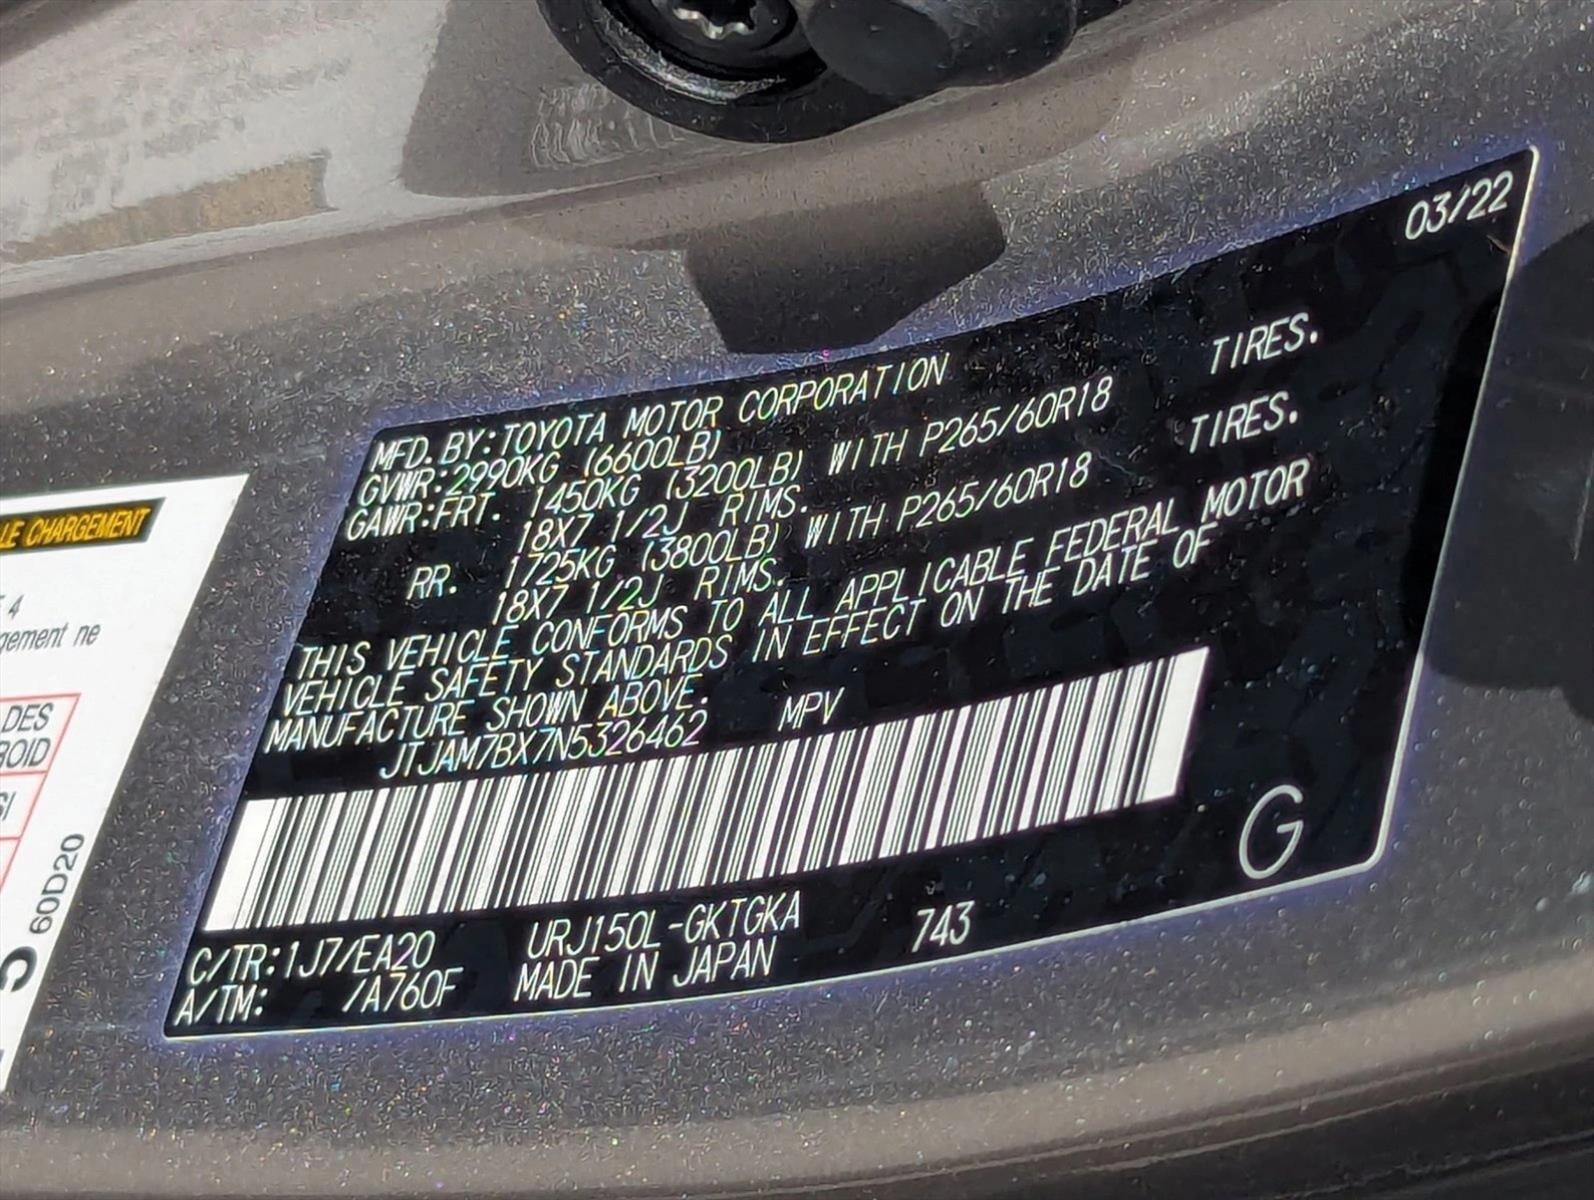 03/22
MFD. BY: TOYOTA MOTOR CORPORATION
GVWR: 2990KG (6600LB)
GAWR: FRT. 1450KG (3200LB) WITH P265/60R18 TIRES.
18X7 1/2J RIMS.
RR. 1725KG (3800LB) WITH P265/60R18 TIRES.
18X7 1/2J RIMS.
THIS VEHICLE CONFORMS TO ALL APPLICABLE FEDERAL MOTOR
VEHICLE SAFETY STANDARDS IN EFFECT ON THE DATE OF
MANUFACTURE SHOWN ABOVE.
JTJAM7BX7N5326462 MPV
G
C/TR: 1J7/EA20 URJ150L-GKTGKA 743
A/TM: /A760F MADE IN JAPAN
LE CHARGEMENT
4
gement ne
DES
ROID
SI
60D20
5